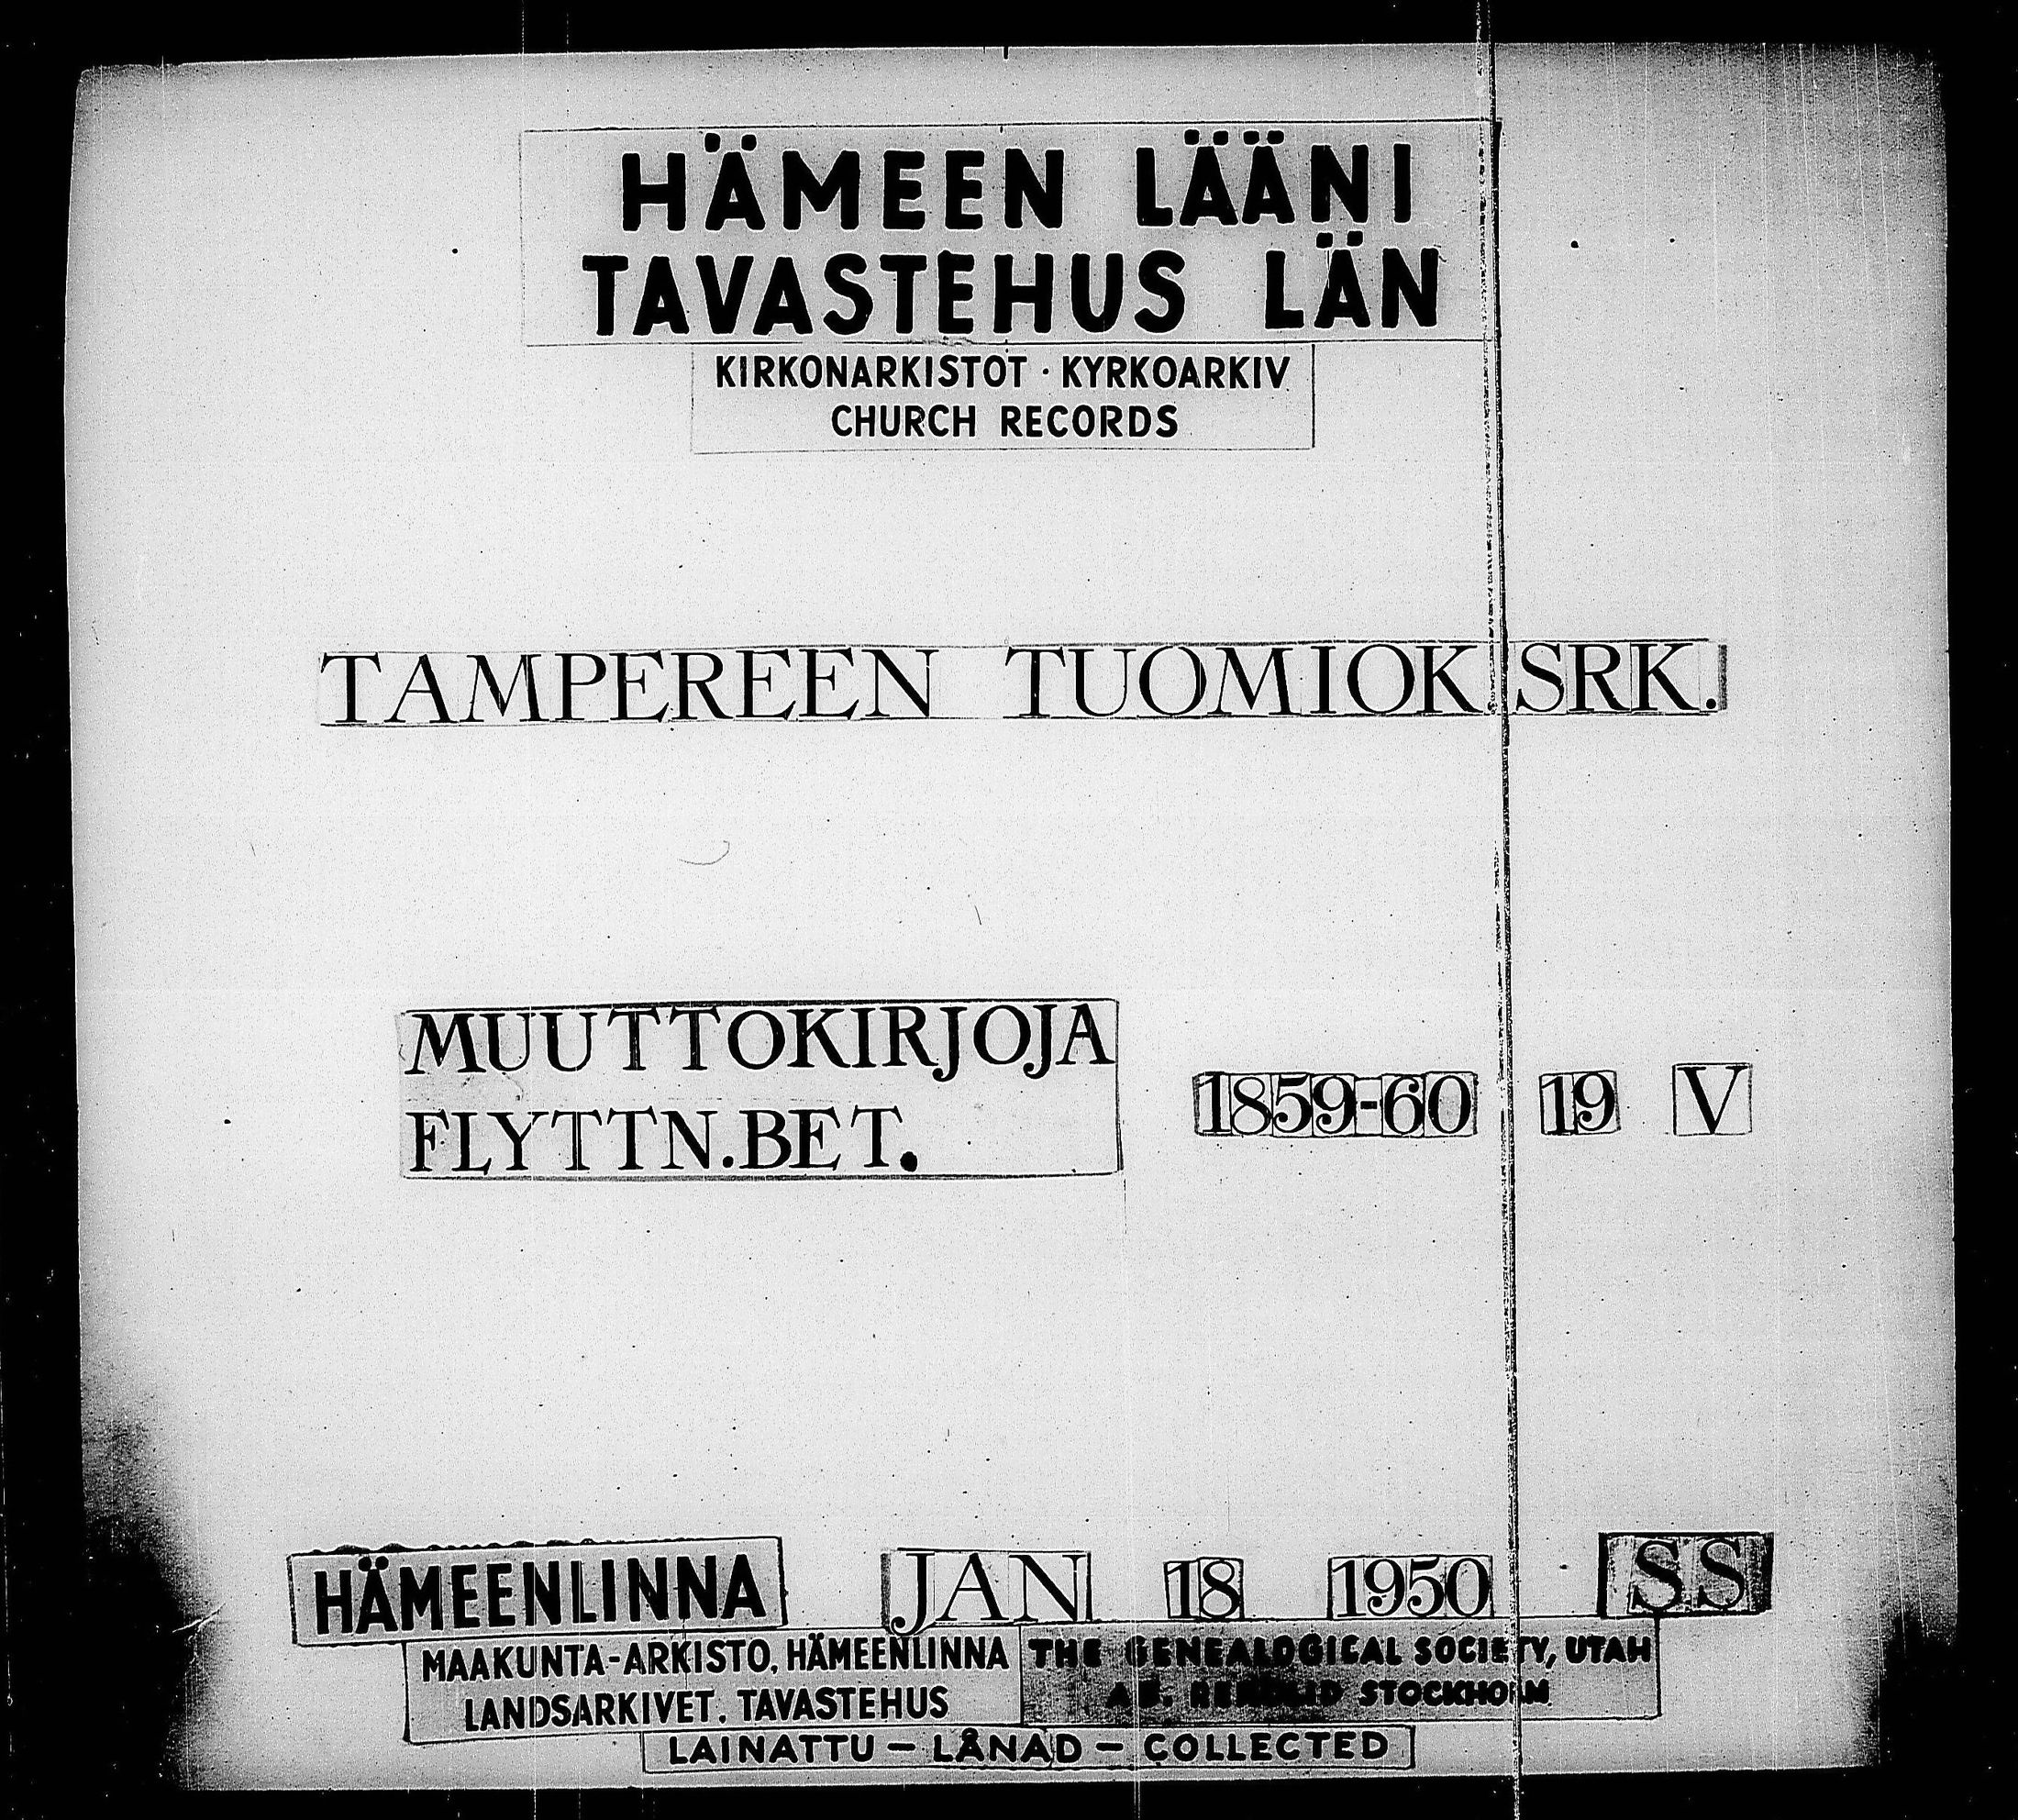 HÄMEEN LÄÄNI
TAVASTEHUS LÄN
KIRKONARKISTOT · KYRKOARKIV
CHURCH RECORDS
TAMPEREEN TUOMIOK SRK.
MUUTTOKIRJOJA
FLYTTN.BET.
1859-60 19 V
HÄMEENLINNA JAN 18 1950 SS
MAAKUNTA-ARKISTO, HÄMEENLINNA
LANDSARKIVET, TAVASTEHUS
THE GENEALOGICAL SOCIETY, UTAH
STOCKHOLM
LAINATTU – LÅNAD – COLLECTED